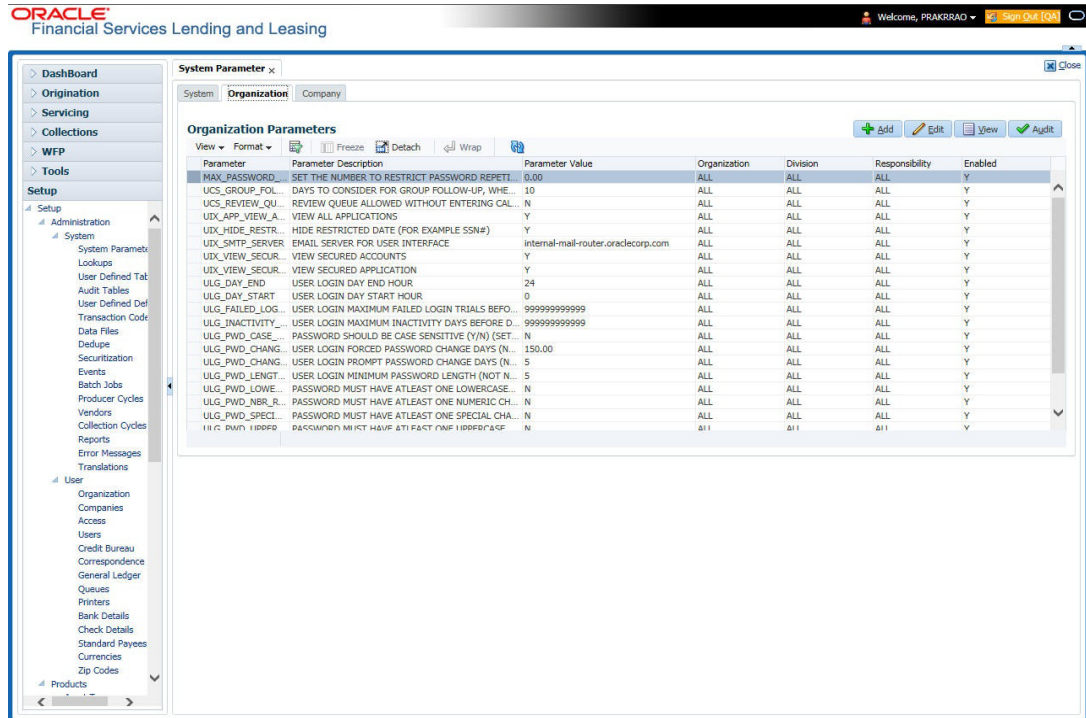 ORACLE®
Financial Services Lending and Leasing
Welcome, PRAKRRAO
Sign Out [QA]
DashBoard
Origination
Servicing
Collections
WFP
Tools
Setup
Setup
Administration
System
System Paramete
Lookups
User Defined Tab
Audit Tables
User Defined Def
Transaction Code
Data Files
Dedupe
Securitization
Events
Batch Jobs
Producer Cycles
Vendors
Collection Cycles
Reports
Error Messages
Translations
User
Organization
Companies
Access
Users
Credit Bureau
Correspondence
General Ledger
Queues
Printers
Bank Details
Check Details
Standard Payees
Currencies
Zip Codes
Products
System Parameter x
Close
System Organization Company
Organization Parameters
Add Edit View Audit
View Format Freeze Detach Wrap
Parameter Parameter Description Parameter Value Organization Division Responsibility Enabled
MAX_PASSWORD_... SET THE NUMBER TO RESTRICT PASSWORD REPETI... 0.00 ALL ALL ALL Y
UCS_GROUP_FOL... DAYS TO CONSIDER FOR GROUP FOLLOW-UP, WHE... 10 ALL ALL ALL Y
UCS_REVIEW_QU... REVIEW QUEUE ALLOWED WITHOUT ENTERING CAL... N ALL ALL ALL Y
UIX_APP_VIEW_A... VIEW ALL APPLICATIONS Y ALL ALL ALL Y
UIX_HIDE_RESTR... HIDE RESTRICTED DATE (FOR EXAMPLE SSN#) Y ALL ALL ALL Y
UIX_SMTP_SERVER EMAIL SERVER FOR USER INTERFACE internal-mail-router.oraclecorp.com ALL ALL ALL Y
UIX_VIEW_SECUR... VIEW SECURED ACCOUNTS Y ALL ALL ALL Y
UIX_VIEW_SECUR... VIEW SECURED APPLICATION Y ALL ALL ALL Y
ULG_DAY_END USER LOGIN DAY END HOUR 24 ALL ALL ALL Y
ULG_DAY_START USER LOGIN DAY START HOUR 0 ALL ALL ALL Y
ULG_FAILED_LOG... USER LOGIN MAXIMUM FAILED LOGIN TRIALS BEFO... 999999999999 ALL ALL ALL Y
ULG_INACTIVITY_... USER LOGIN MAXIMUM INACTIVITY DAYS BEFORE D... 999999999999 ALL ALL ALL Y
ULG_PWD_CASE_... PASSWORD SHOULD BE CASE SENSITIVE (Y/N) (SET... N ALL ALL ALL Y
ULG_PWD_CHANG... USER LOGIN FORCED PASSWORD CHANGE DAYS (N... 150.00 ALL ALL ALL Y
ULG_PWD_CHANG... USER LOGIN PROMPT PASSWORD CHANGE DAYS (N... 5 ALL ALL ALL Y
ULG_PWD_LENGT... USER LOGIN MINIMUM PASSWORD LENGTH (NOT N... 5 ALL ALL ALL Y
ULG_PWD_LOWE... PASSWORD MUST HAVE ATLEAST ONE LOWERCASE... N ALL ALL ALL Y
ULG_PWD_NBR_R... PASSWORD MUST HAVE ATLEAST ONE NUMERIC CH... N ALL ALL ALL Y
ULG_PWD_SPECI... PASSWORD MUST HAVE ATLEAST ONE SPECIAL CHA... N ALL ALL ALL Y
ULG_PWD_UPPER... PASSWORD MUST HAVE ATLEAST ONE UPPERCASE... N ALL ALL ALL Y